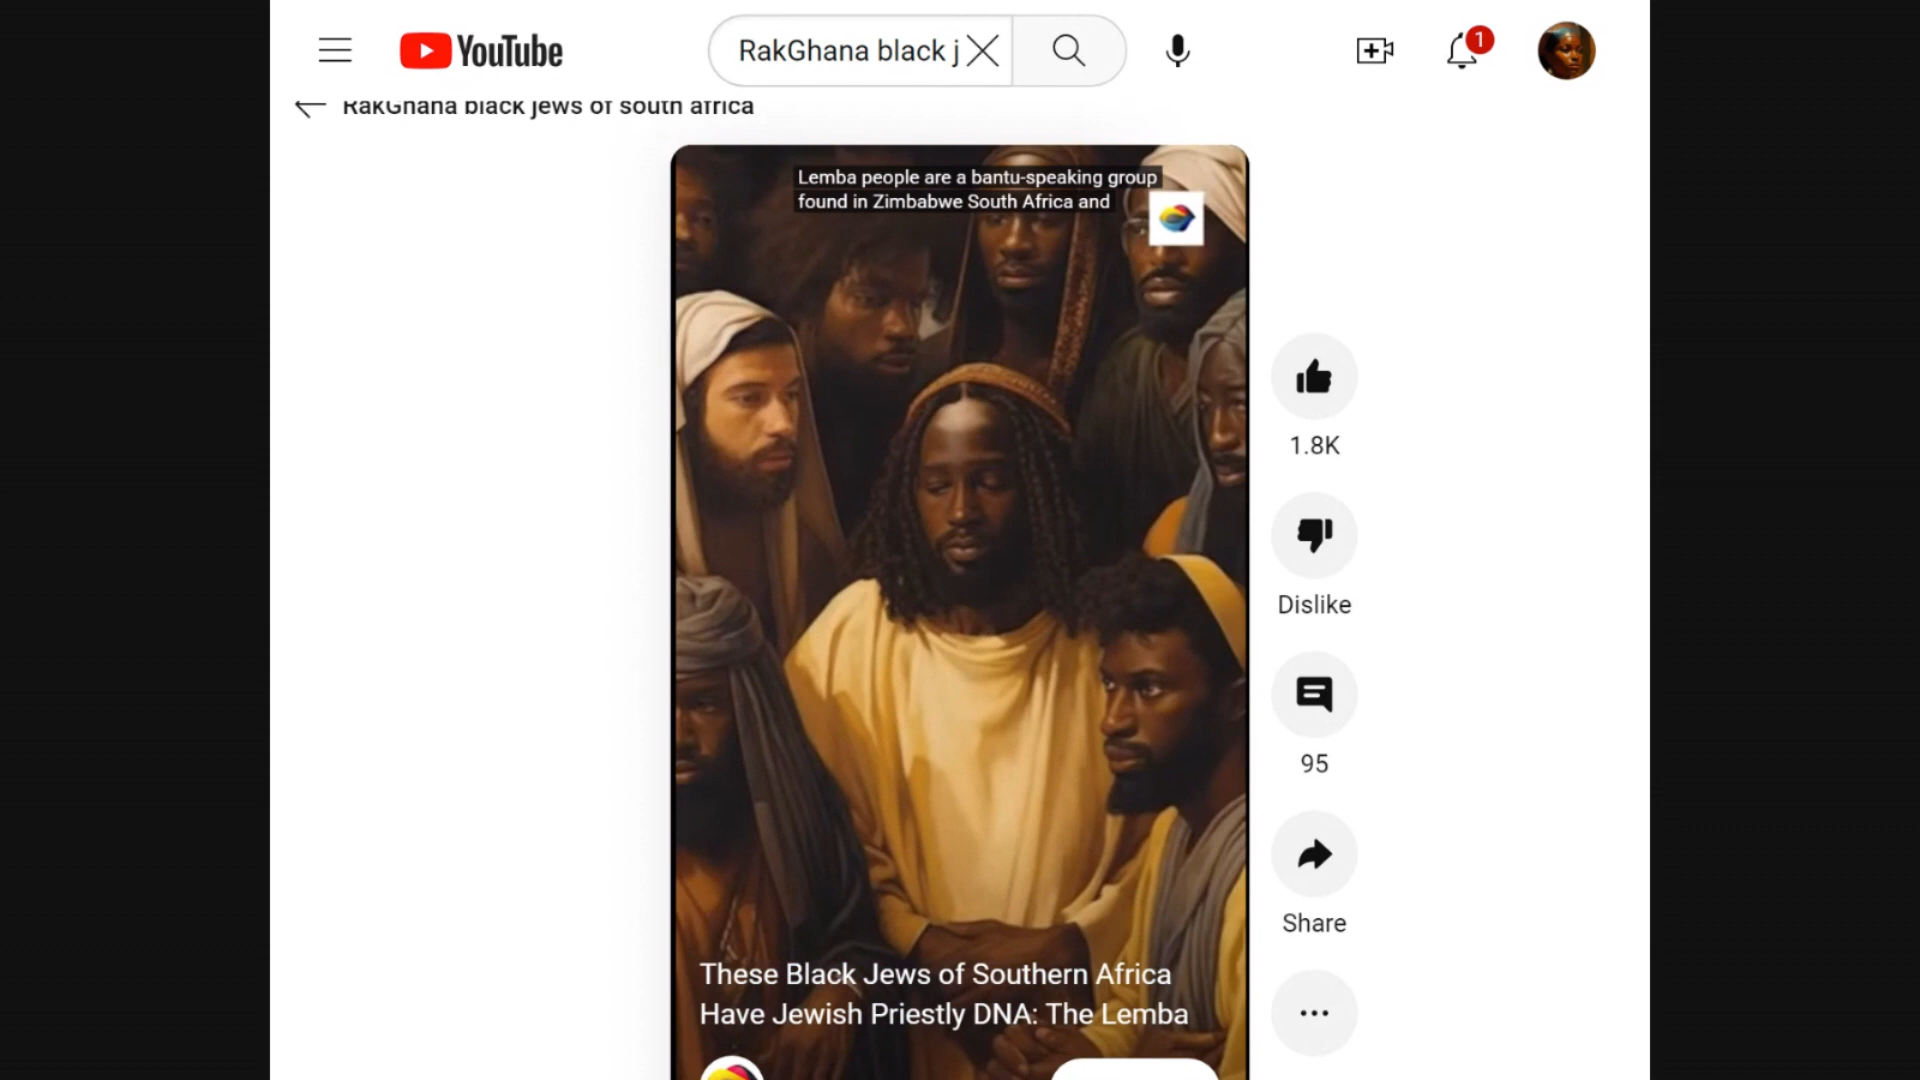 YouTube
RakGhana black j
1
RakGhana black jews of south africa
Lemba people are a bantu-speaking group
found in Zimbabwe South Africa and
1.8K
Dislike
95
Share
These Black Jews of Southern Africa
Have Jewish Priestly DNA: The Lemba